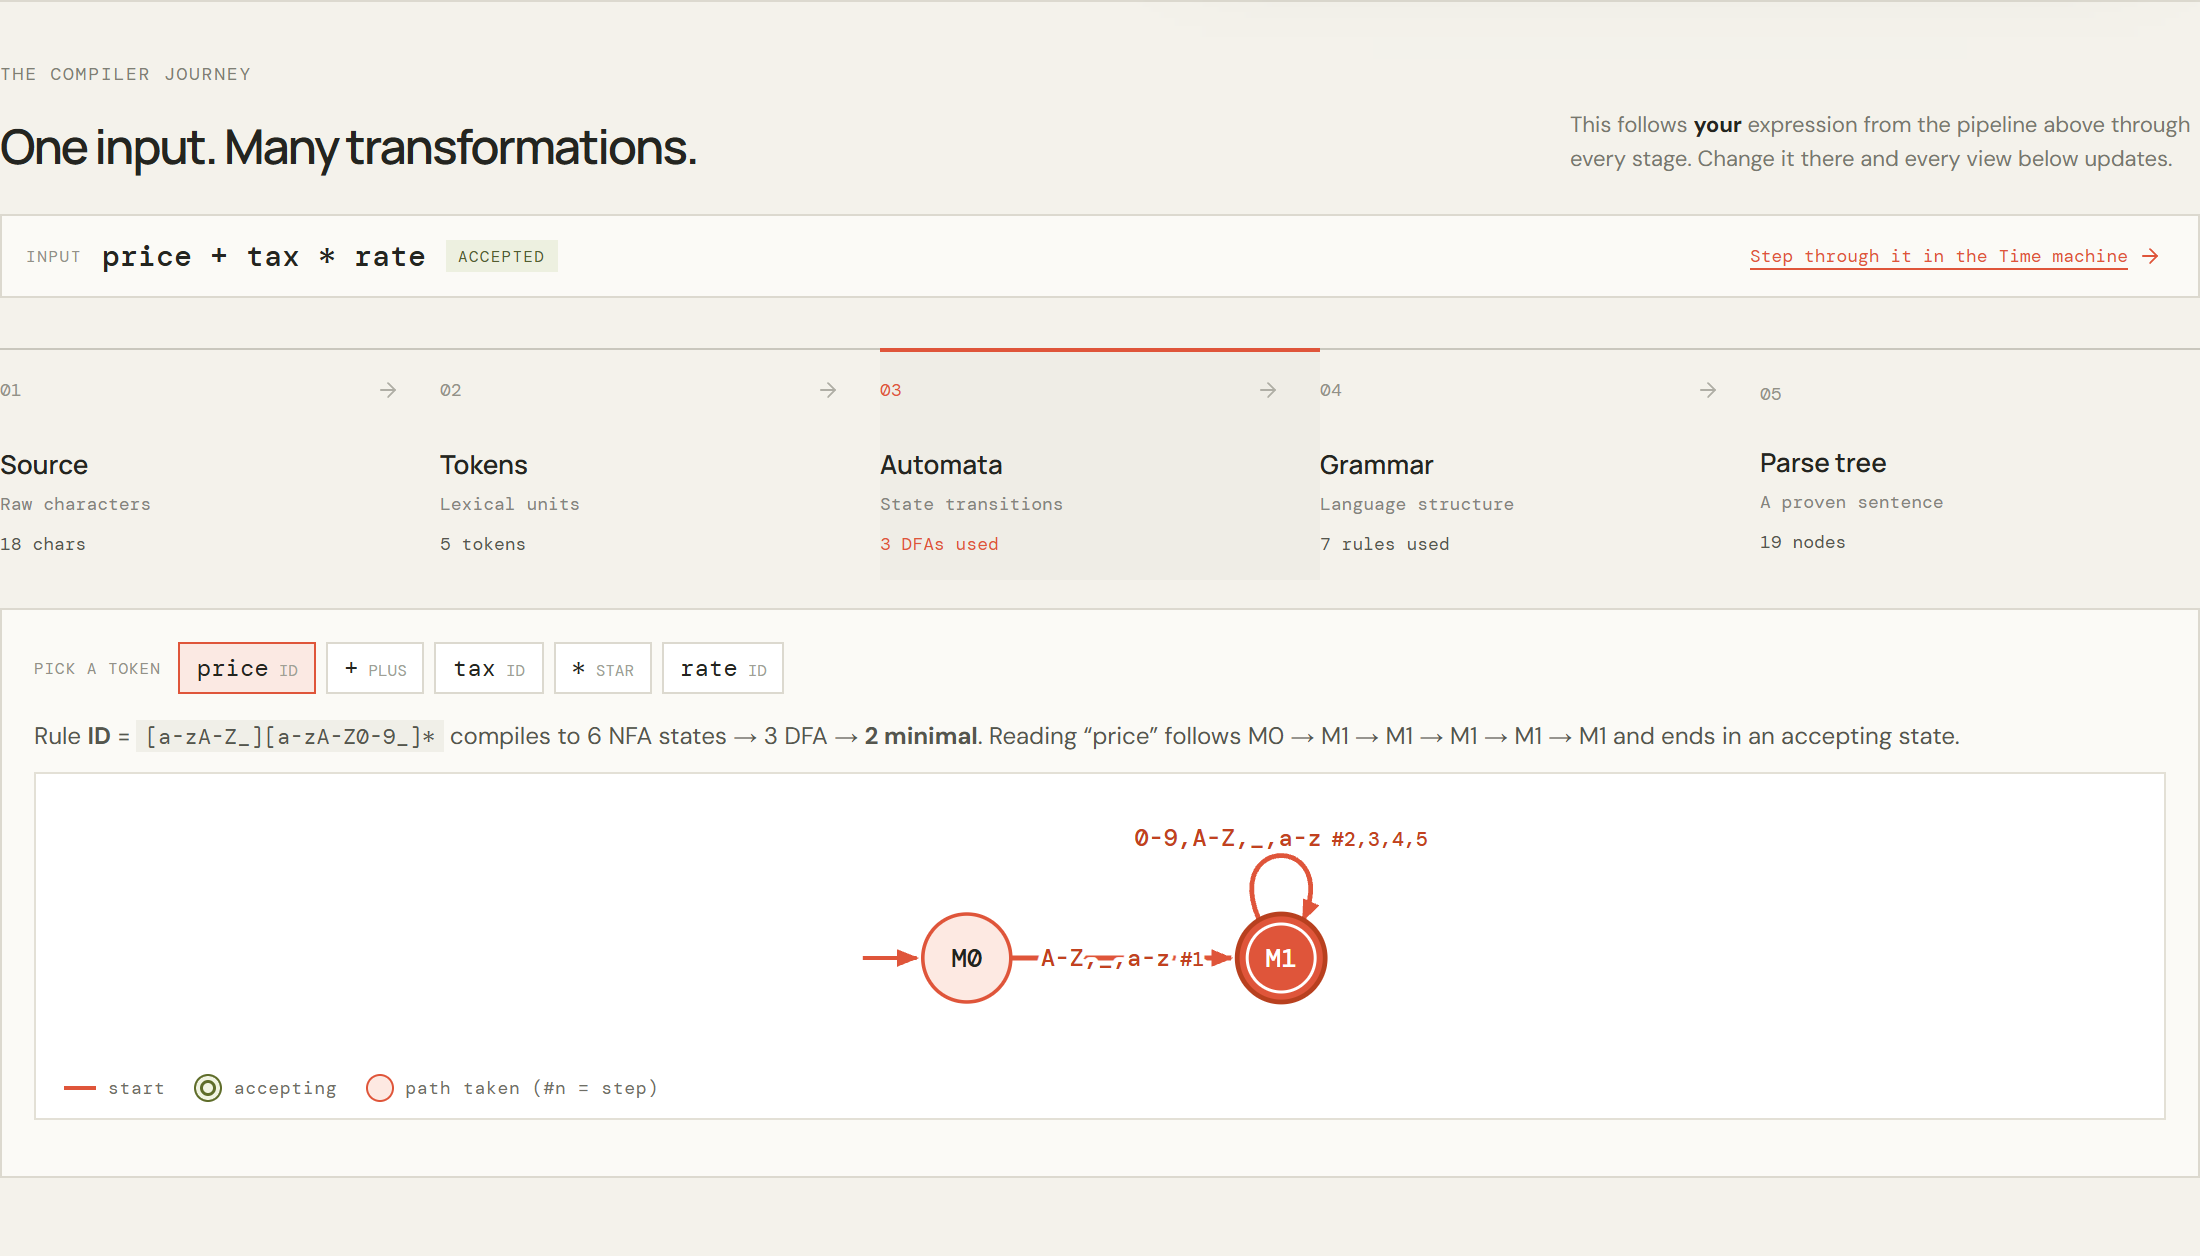 THE COMPILER JOURNEY
One input. Many transformations.
This follows your expression from the pipeline above through
every stage. Change it there and every view below updates.
INPUT price + tax * rate ACCEPTED
Step through it in the Time machine →
01 →
02 →
03 →
04 →
05
Source
Tokens
Automata
Grammar
Parse tree
Raw characters
Lexical units
State transitions
Language structure
A proven sentence
18 chars
5 tokens
3 DFAs used
7 rules used
19 nodes
PICK A TOKEN price ID + PLUS tax ID * STAR rate ID
Rule ID = [a-zA-Z_][a-zA-Z0-9_]* compiles to 6 NFA states → 3 DFA → 2 minimal. Reading “price” follows M0 → M1 → M1 → M1 → M1 → M1 and ends in an accepting state.
0-9,A-Z,_,a-z #2,3,4,5
M0 A-Z,_,a-z #1 M1
start accepting path taken (#n = step)